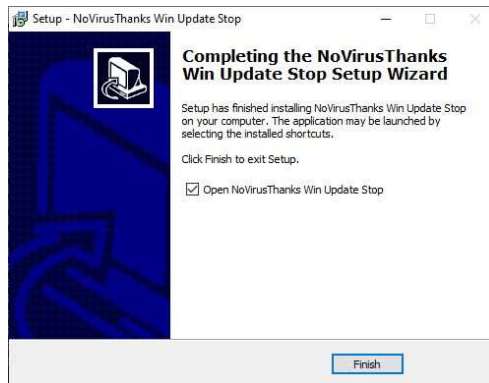 Setup - NoVirusThanks Win Update Stop
Completing the NoVirusThanks
Win Update Stop Setup Wizard
Setup has finished installing NoVirusThanks Win Update Stop
on your computer. The application may be launched by
selecting the installed shortcuts.
Click Finish to exit Setup.
Open NoVirusThanks Win Update Stop
Finish